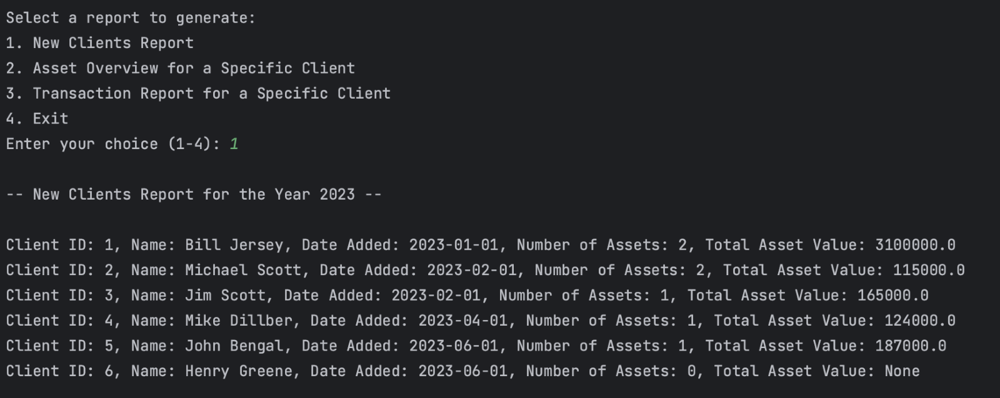 Select a report to generate:
1. New Clients Report
2. Asset Overview for a Specific Client
3. Transaction Report for a Specific Client
4. Exit
Enter your choice (1-4): 1
-- New Clients Report for the Year 2023 --
Client ID: 1, Name: Bill Jersey, Date Added: 2023-01-01, Number of Assets: 2, Total Asset Value: 3100000.0
Client ID: 2, Name: Michael Scott, Date Added: 2023-02-01, Number of Assets: 2, Total Asset Value: 115000.0
Client ID: 3, Name: Jim Scott, Date Added: 2023-02-01, Number of Assets: 1, Total Asset Value: 165000.0
Client ID: 4, Name: Mike Dillber, Date Added: 2023-04-01, Number of Assets: 1, Total Asset Value: 124000.0
Client ID: 5, Name: John Bengal, Date Added: 2023-06-01, Number of Assets: 1, Total Asset Value: 187000.0
Client ID: 6, Name: Henry Greene, Date Added: 2023-06-01, Number of Assets: 0, Total Asset Value: None